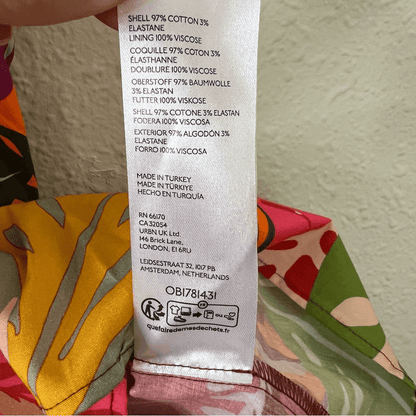 SHELL 97% COTTON 3%
ELASTANE
LINING 100% VISCOSE
COQUILLE 97% COTON 3%
ÉLASTHANNE
DOUBLURE 100% VISCOSE
OBERSTOFF 97% BAUMWOLLE
3% ELASTAN
FUTTER 100% VISKOSE
SHELL 97% COTONE 3% ELASTAN
FODERA 100% VISCOSA
EXTERIOR 97% ALGODÓN 3%
ELASTANE
FORRO 100% VISCOSA
MADE IN TURKEY
MADE IN TÜRKIYE
HECHO EN TURQUÍA
RN 66170
CA 32054
URBN UK Ltd.
146 Brick Lane,
LONDON, E1 6RU
LEIDSESTRAAT 32, 1017 PB
AMSTERDAM, NETHERLANDS
OB1781431
quefairedemesdechets.fr